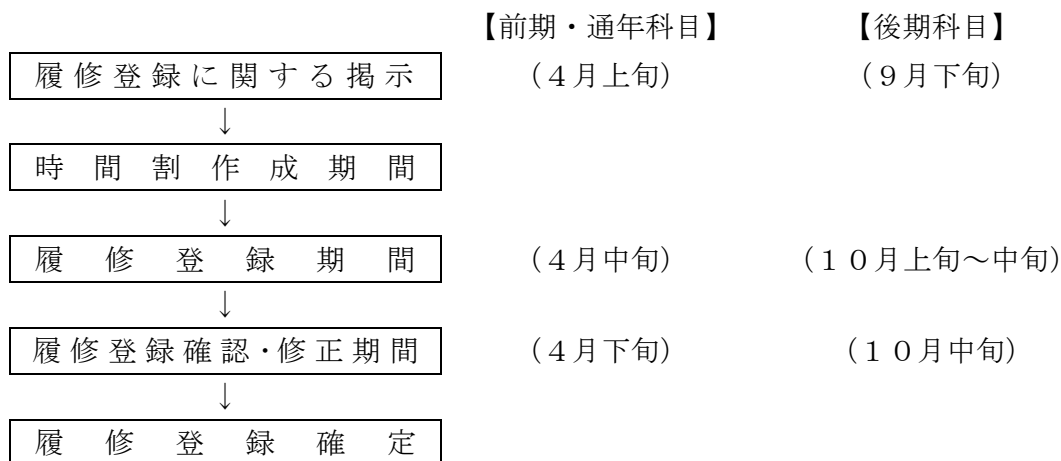 【前期・通年科目】 【後期科目】
履修登録に関する掲示 （４月上旬） （９月下旬）
↓
時間割作成期間
↓
履修登録期間 （４月中旬） （１０月上旬～中旬）
↓
履修登録確認・修正期間 （４月下旬） （１０月中旬）
↓
履修登録確定